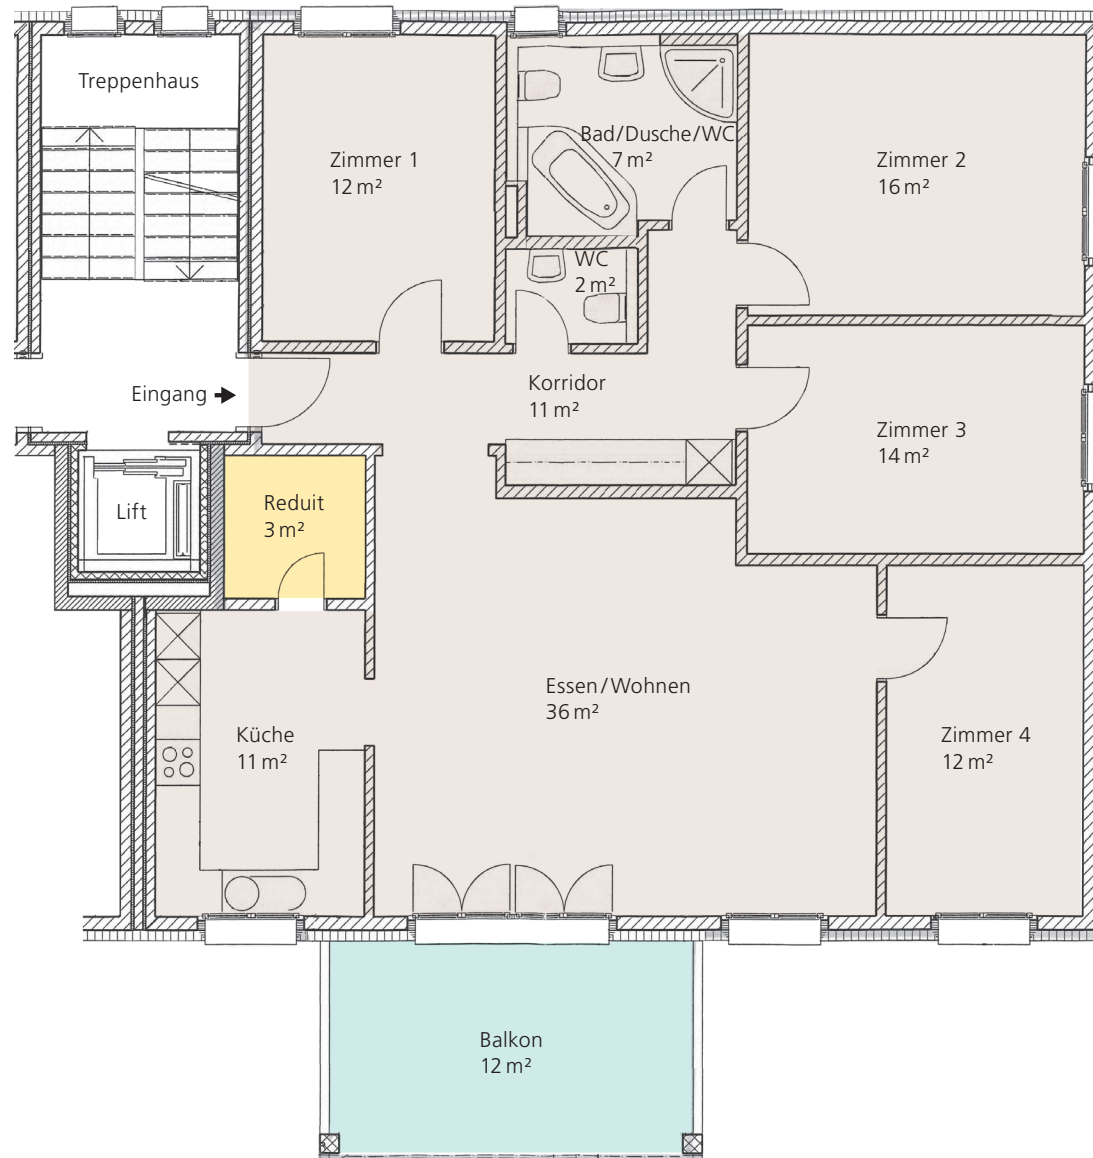 Treppenhaus
Zimmer 1
12 m²
Bad/Dusche/WC
7 m²
Zimmer 2
16 m²
WC
2 m²
Eingang
Korridor
11 m²
Zimmer 3
14 m²
Lift
Reduit
3 m²
Essen/Wohnen
36 m²
Küche
11 m²
Zimmer 4
12 m²
Balkon
12 m²